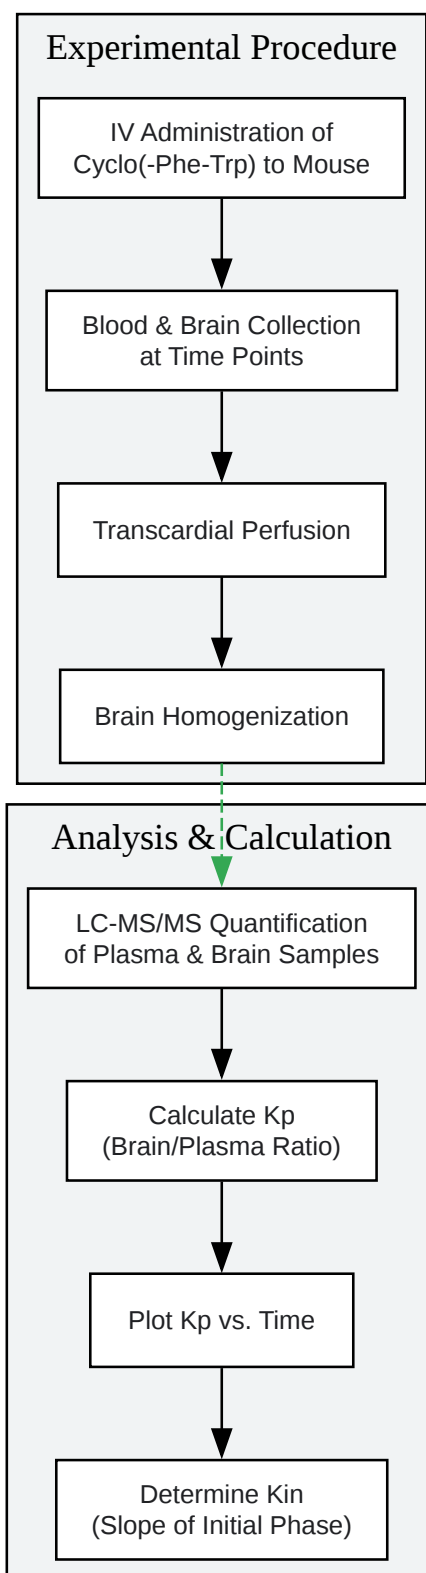 Experimental Procedure
IV Administration of
Cyclo(-Phe-Trp) to Mouse
Blood & Brain Collection
at Time Points
Transcardial Perfusion
Brain Homogenization
Analysis & Calculation
LC-MS/MS Quantification
of Plasma & Brain Samples
Calculate Kp
(Brain/Plasma Ratio)
Plot Kp vs. Time
Determine Kin
(Slope of Initial Phase)